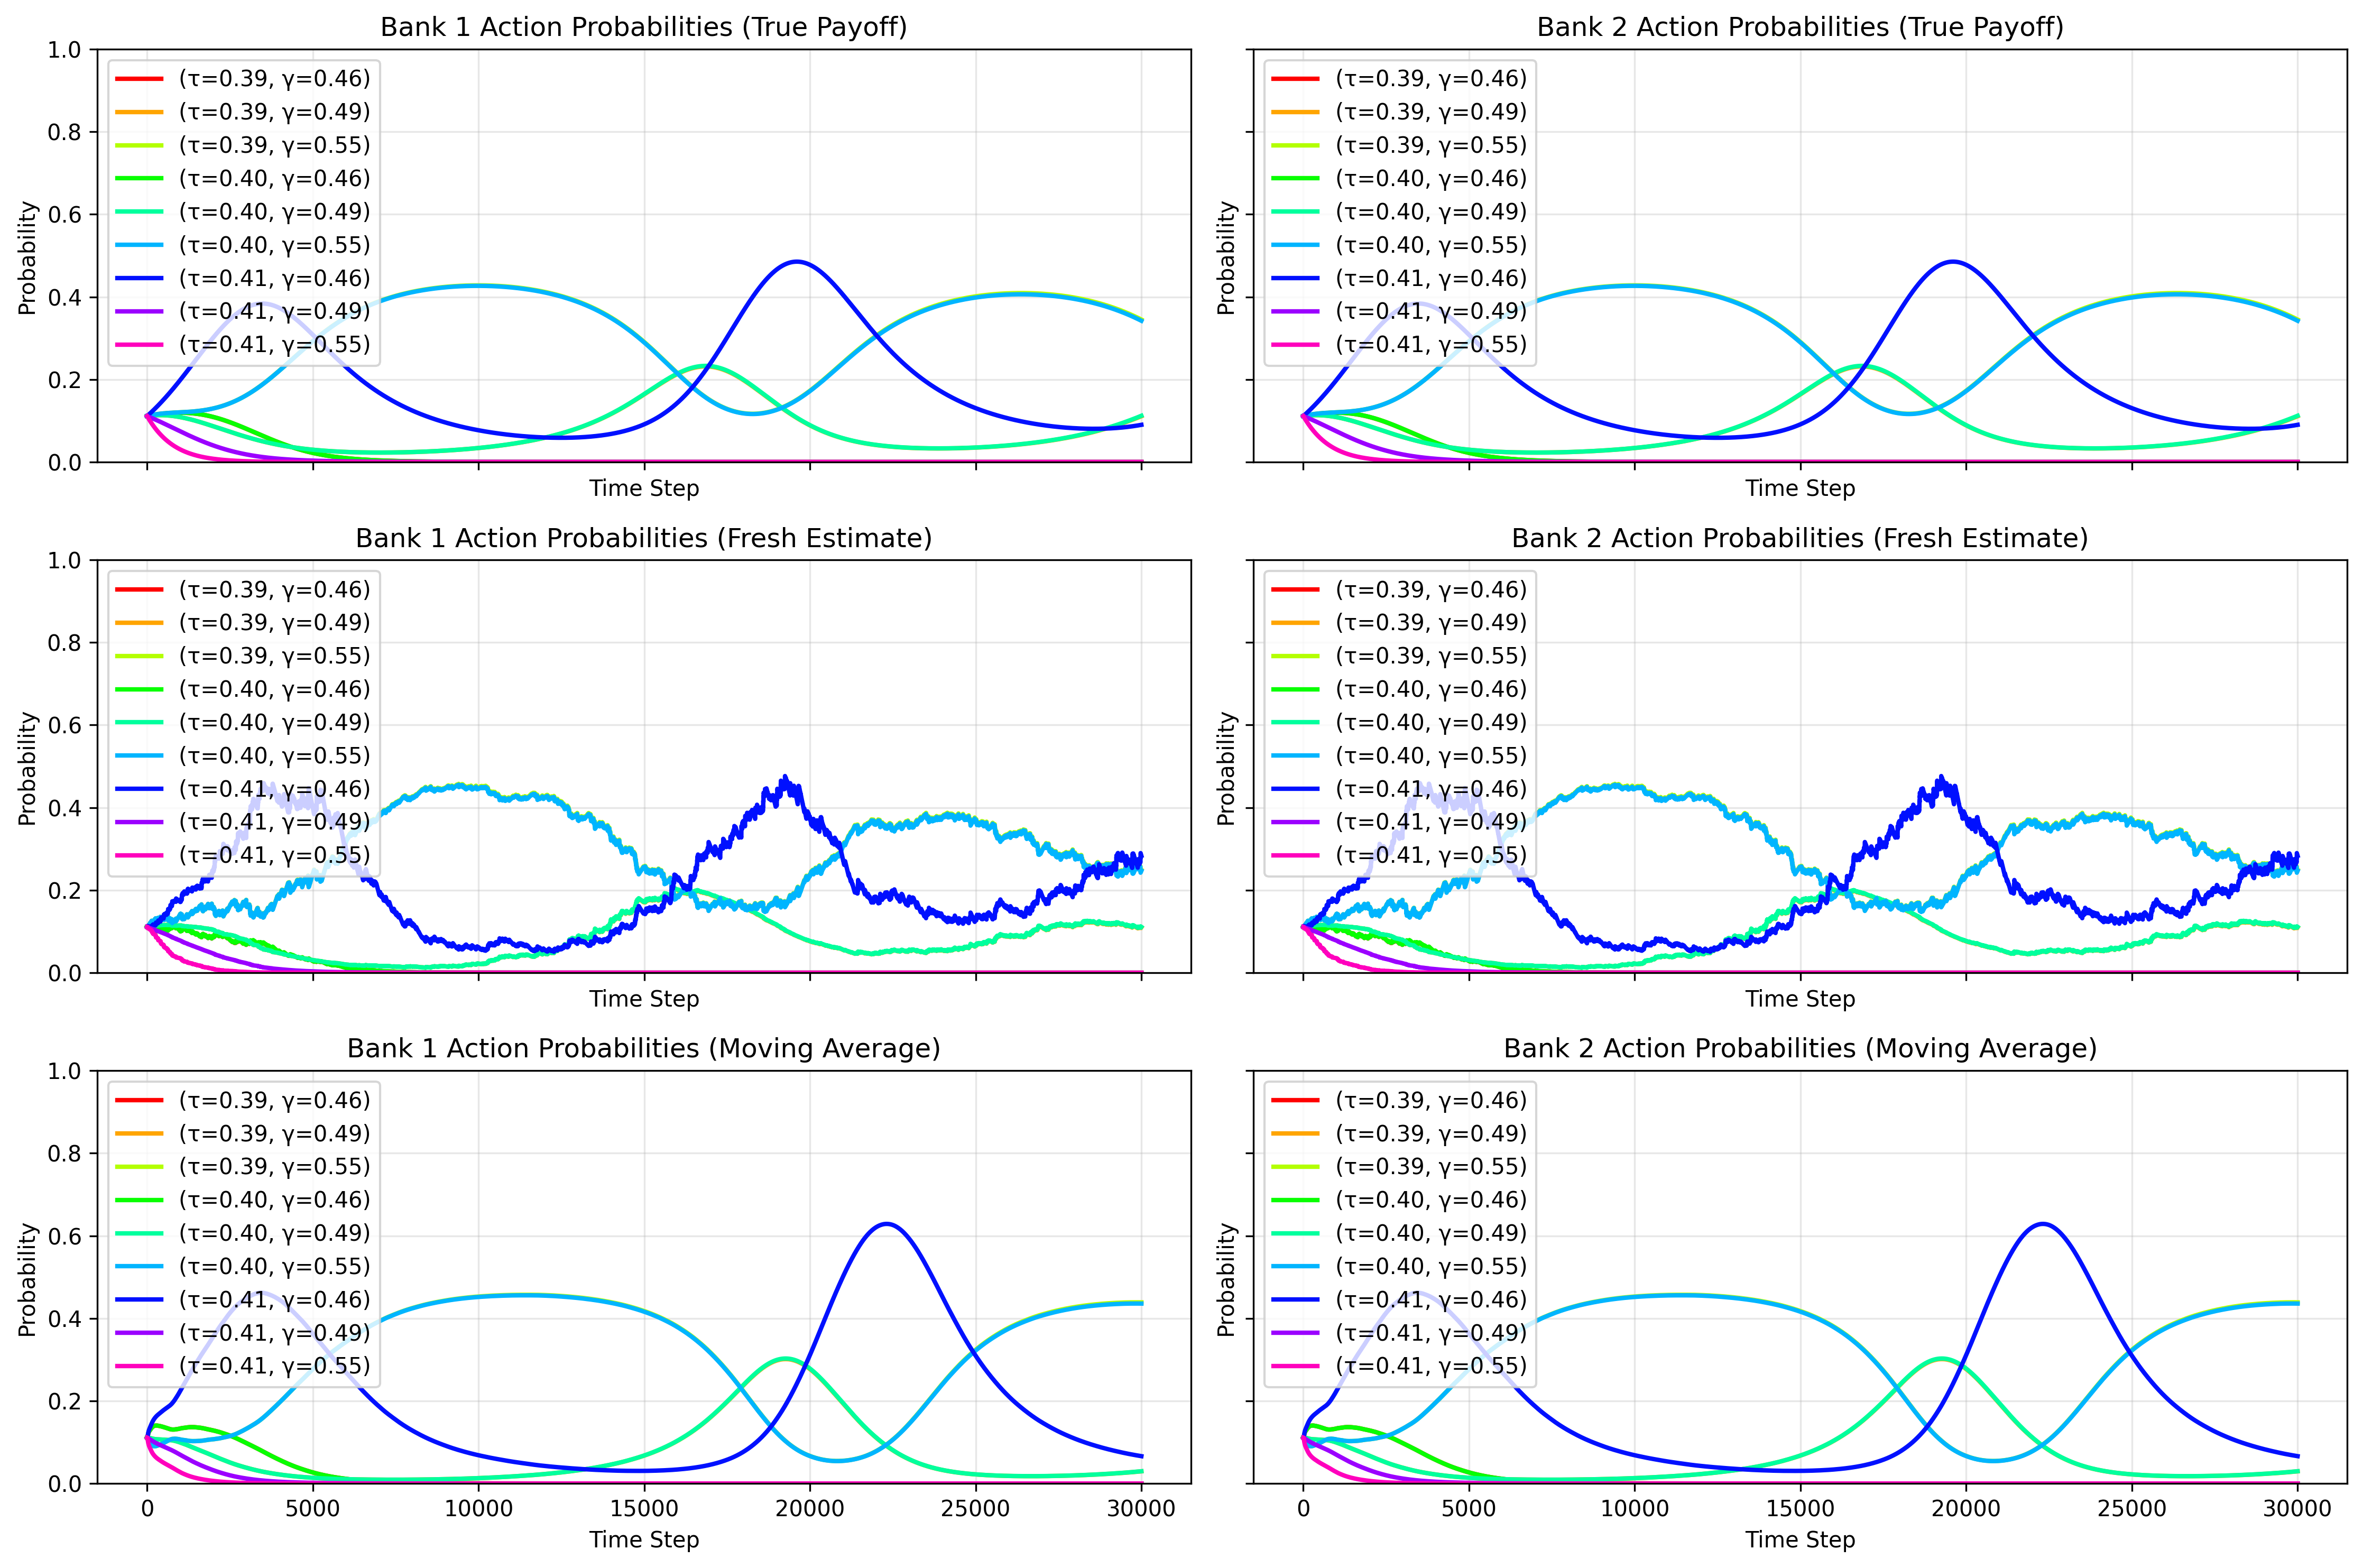 Bank 1 Action Probabilities (True Payoff)
Probability
1.0
0.8
0.6
0.4
0.2
0.0
(τ=0.39, γ=0.46)
(τ=0.39, γ=0.49)
(τ=0.39, γ=0.55)
(τ=0.40, γ=0.46)
(τ=0.40, γ=0.49)
(τ=0.40, γ=0.55)
(τ=0.41, γ=0.46)
(τ=0.41, γ=0.49)
(τ=0.41, γ=0.55)
Time Step
Bank 2 Action Probabilities (True Payoff)
Probability
(τ=0.39, γ=0.46)
(τ=0.39, γ=0.49)
(τ=0.39, γ=0.55)
(τ=0.40, γ=0.46)
(τ=0.40, γ=0.49)
(τ=0.40, γ=0.55)
(τ=0.41, γ=0.46)
(τ=0.41, γ=0.49)
(τ=0.41, γ=0.55)
Time Step
Bank 1 Action Probabilities (Fresh Estimate)
Probability
1.0
0.8
0.6
0.4
0.2
0.0
(τ=0.39, γ=0.46)
(τ=0.39, γ=0.49)
(τ=0.39, γ=0.55)
(τ=0.40, γ=0.46)
(τ=0.40, γ=0.49)
(τ=0.40, γ=0.55)
(τ=0.41, γ=0.46)
(τ=0.41, γ=0.49)
(τ=0.41, γ=0.55)
Time Step
Bank 2 Action Probabilities (Fresh Estimate)
Probability
(τ=0.39, γ=0.46)
(τ=0.39, γ=0.49)
(τ=0.39, γ=0.55)
(τ=0.40, γ=0.46)
(τ=0.40, γ=0.49)
(τ=0.40, γ=0.55)
(τ=0.41, γ=0.46)
(τ=0.41, γ=0.49)
(τ=0.41, γ=0.55)
Time Step
Bank 1 Action Probabilities (Moving Average)
Probability
1.0
0.8
0.6
0.4
0.2
0.0
(τ=0.39, γ=0.46)
(τ=0.39, γ=0.49)
(τ=0.39, γ=0.55)
(τ=0.40, γ=0.46)
(τ=0.40, γ=0.49)
(τ=0.40, γ=0.55)
(τ=0.41, γ=0.46)
(τ=0.41, γ=0.49)
(τ=0.41, γ=0.55)
0 5000 10000 15000 20000 25000 30000
Time Step
Bank 2 Action Probabilities (Moving Average)
Probability
(τ=0.39, γ=0.46)
(τ=0.39, γ=0.49)
(τ=0.39, γ=0.55)
(τ=0.40, γ=0.46)
(τ=0.40, γ=0.49)
(τ=0.40, γ=0.55)
(τ=0.41, γ=0.46)
(τ=0.41, γ=0.49)
(τ=0.41, γ=0.55)
0 5000 10000 15000 20000 25000 30000
Time Step